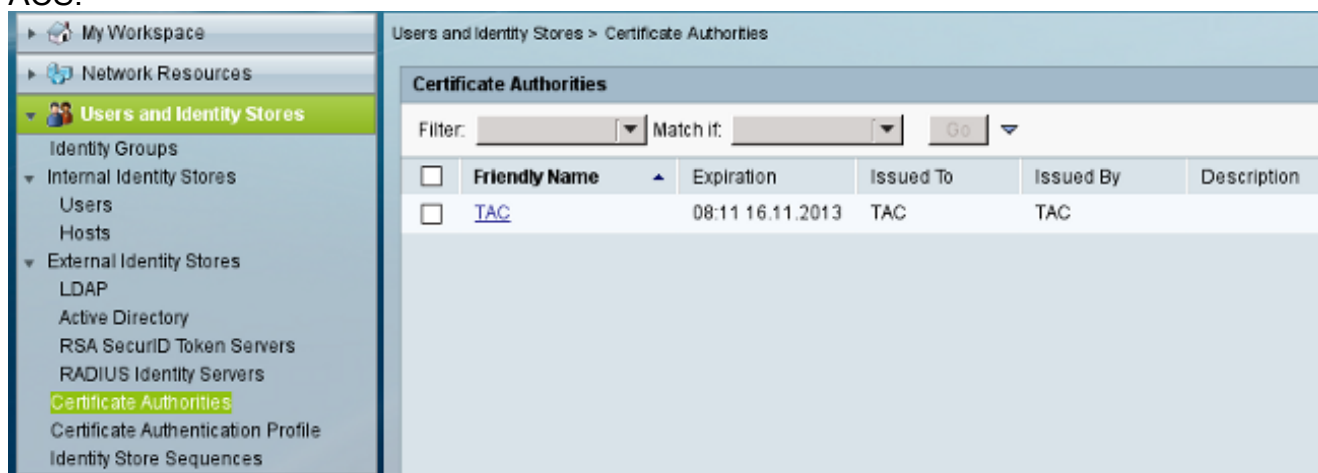 ACS.
My Workspace
Network Resources
Users and Identity Stores
Identity Groups
Internal Identity Stores
Users
Hosts
External Identity Stores
LDAP
Active Directory
RSA SecurID Token Servers
RADIUS Identity Servers
Certificate Authorities
Certificate Authentication Profile
Identity Store Sequences
Users and Identity Stores > Certificate Authorities
Certificate Authorities
Filter: Match if: Go
Friendly Name Expiration Issued To Issued By Description
TAC 08:11 16.11.2013 TAC TAC